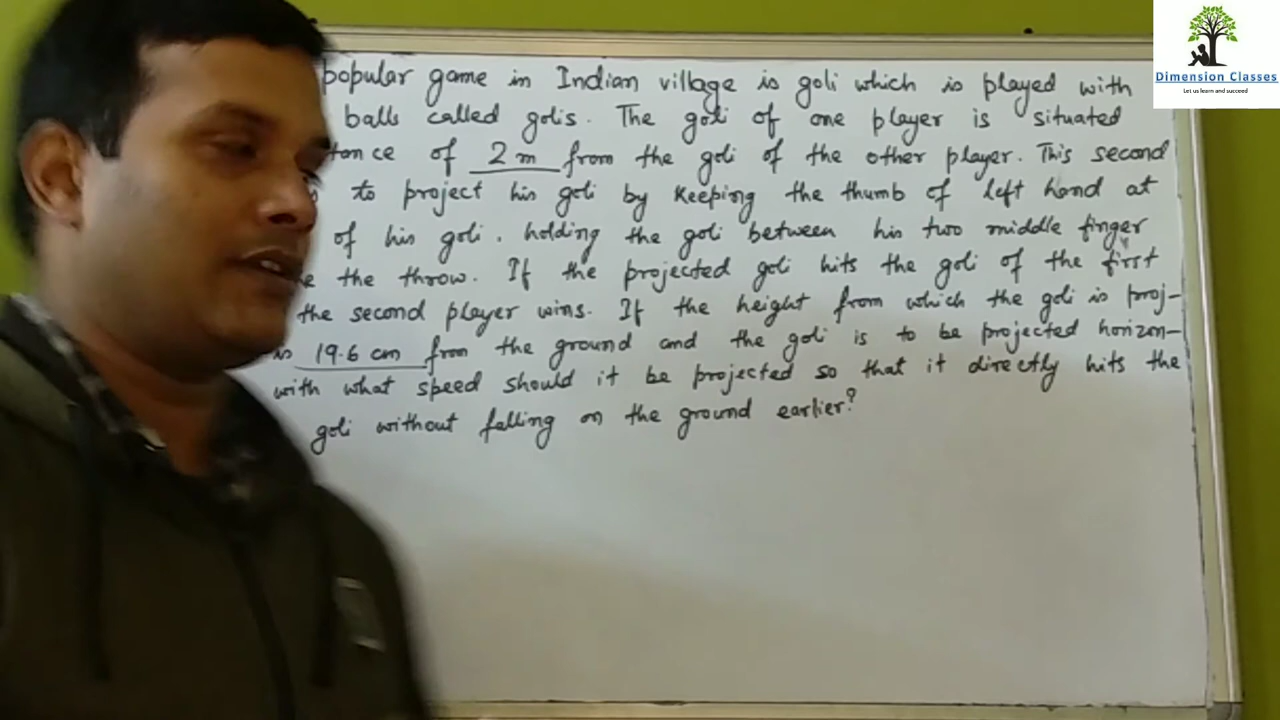 popular game in Indian village is goli which is played with
balls called golis. The goli of one player is situated
of 2 m from the goli of the other player. This second
to project his goli by keeping the thumb of left hand at
of his goli, holding the goli between his two middle finger
the throw. If the projected goli hits the goli of the first
the second player wins. If the height from which the goli is proj-
is 19.6 cm from the ground and the goli is to be projected horizon-
with what speed should it be projected so that it directly hits the
goli without falling on the ground earlier?
Dimension Classes
Let us learn and succeed